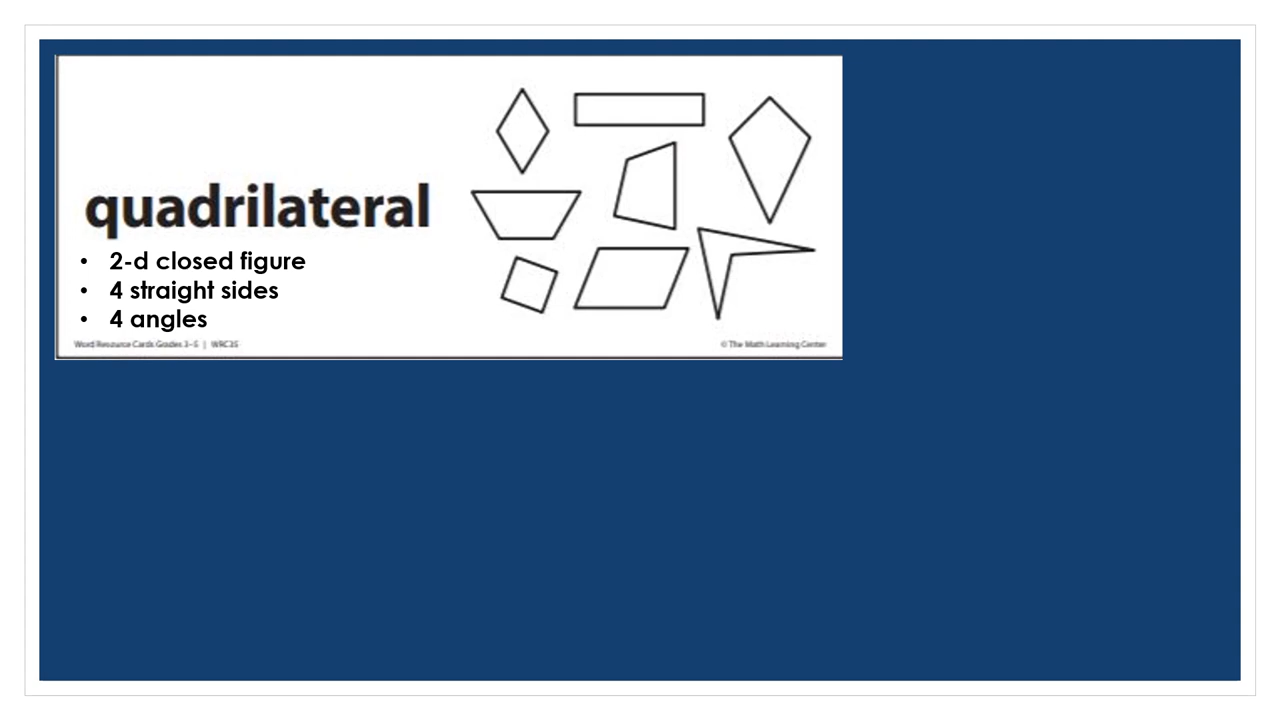 quadrilateral
• 2-d closed figure
• 4 straight sides
• 4 angles
Word Resource Cards Grades 3–5 | WRC35
© The Math Learning Center